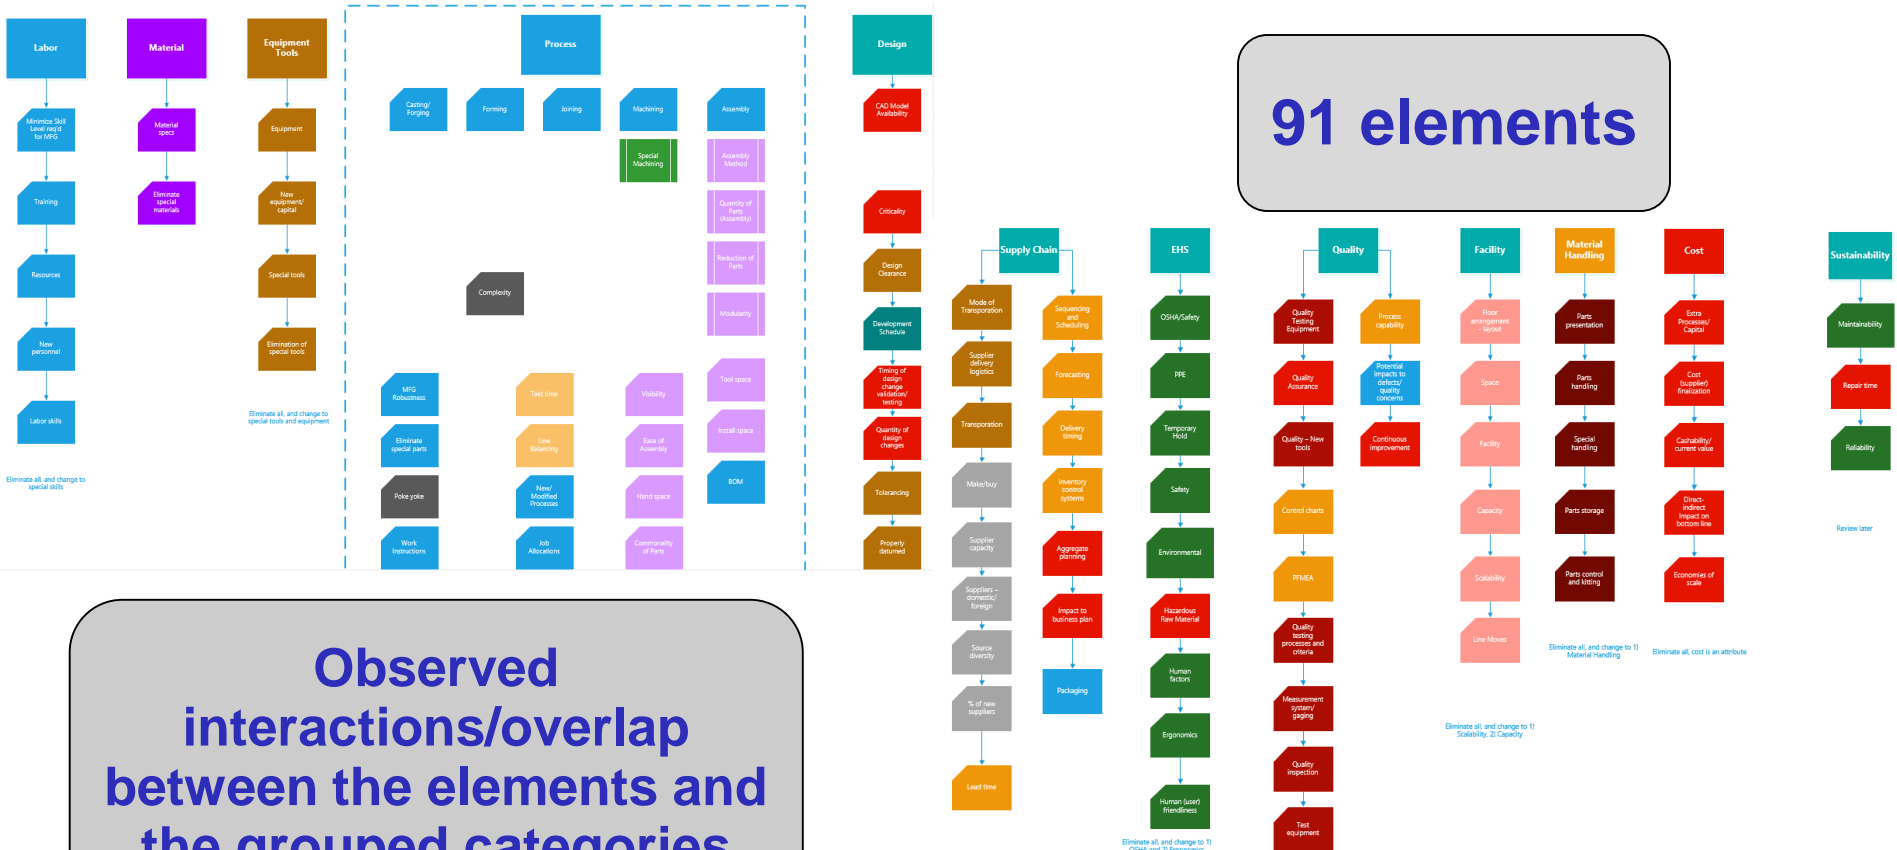 Labor
Minimize Skill
Level req'd
for MFG
Training
Resources
New
personnel
Labor skills
Eliminate all, and change to
special skills
Material
Material
specs
Eliminate
special
materials
Equipment
Tools
Equipment
New
equipment/
capital
Special tools
Elimination of
special tools
Eliminate all, and change to
special tools and equipment
Process
Casting/
Forging
Forming
Joining
Machining
Assembly
Special
Machining
Assembly
Method
Quantity of
Parts
(Assembly)
Reduction of
Parts
Modularity
Complexity
MFG
Robustness
Eliminate
special parts
Poke yoke
Work
Instructions
Takt time
Line
Balancing
New/
Modified
Processes
Job
Allocations
Visibility
Ease of
Assembly
Hand space
Commonality
of Parts
Tool space
Install space
BOM
Design
CAD Model
Availability
Criticality
Design
Clearance
Development
Schedule
Timing of
design
change
validation/
testing
Quantity of
design
changes
Tolerancing
Properly
datumed
91 elements
Supply Chain
Mode of
Transporation
Supplier
delivery
logistics
Transporation
Make/buy
Supplier
capacity
Suppliers –
domestic/
foreign
Source
diversity
% of new
suppliers
Lead time
Sequencing
and
Scheduling
Forecasting
Delivery
timing
Inventory
control
systems
Aggregate
planning
Impact to
business plan
Packaging
EHS
OSHA/Safety
PPE
Temporary
Hold
Safety
Environmental
Hazardous
Raw Material
Human
factors
Ergonomics
Human (user)
friendliness
Eliminate all, and change to 1)
OSHA and 2) Ergonomics
Quality
Quality
Testing
Equipment
Quality
Assurance
Quality – New
tools
Control charts
PFMEA
Quality
testing
processes and
criteria
Measurement
system/
gaging
Quality
inspection
Test
equipment
Process
capability
Potential
impacts to
defects/
quality
concerns
Continuous
improvement
Facility
Floor
arrangement
- layout
Space
Facility
Capacity
Scalability
Line Moves
Eliminate all, and change to 1)
Scalability, 2) Capacity
Material
Handling
Parts
presentation
Parts
handling
Special
handling
Parts storage
Parts control
and kitting
Eliminate all, and change to 1)
Material Handling
Cost
Extra
Processes/
Capital
Cost
(supplier)
finalization
Cashability/
current value
Direct-
indirect
Impact on
bottom line
Economies of
scale
Eliminate all, cost is an attribute
Sustainability
Maintainability
Repair time
Reliability
Review later
Observed
interactions/overlap
between the elements and
the grouped categories